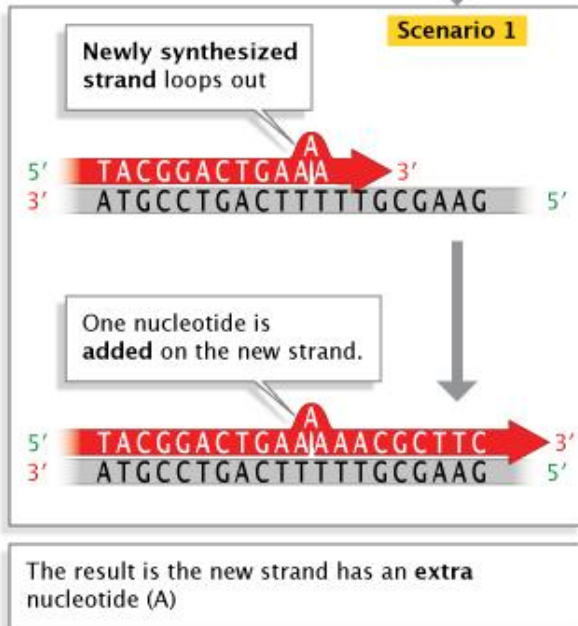 Scenario 1
Newly synthesized
strand loops out
A
5′ TACGGACTGAAA 3′
3′ ATGCCTGACTTTTTGCGAAG 5′
One nucleotide is
added on the new strand.
A
5′ TACGGACTGAAAAACGCTTC 3′
3′ ATGCCTGACTTTTTGCGAAG 5′
The result is the new strand has an extra
nucleotide (A)